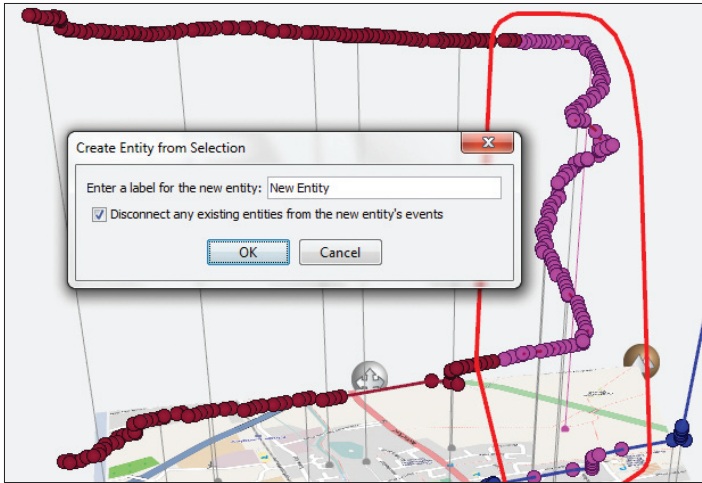 Create Entity from Selection
Enter a label for the new entity: New Entity
Disconnect any existing entities from the new entity's events
OK Cancel